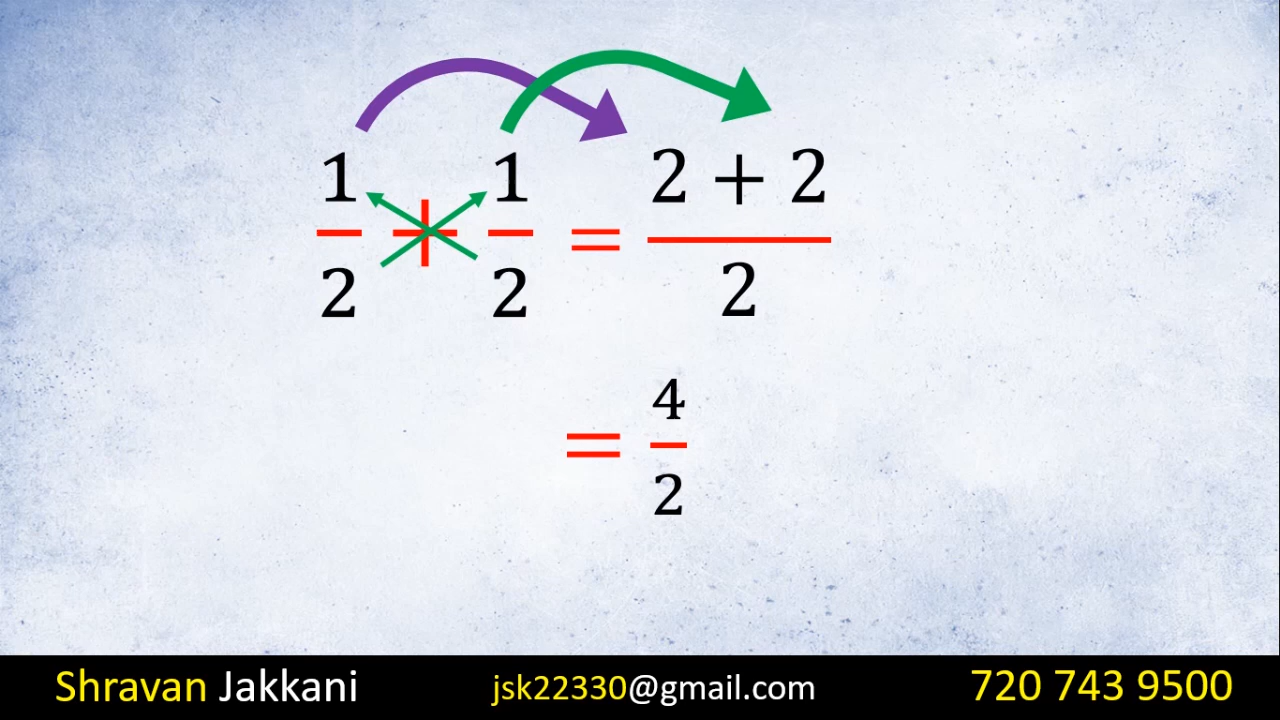 1/2 + 1/2 = (2 + 2)/2
= 4/2
Shravan Jakkani jsk22330@gmail.com 720 743 9500